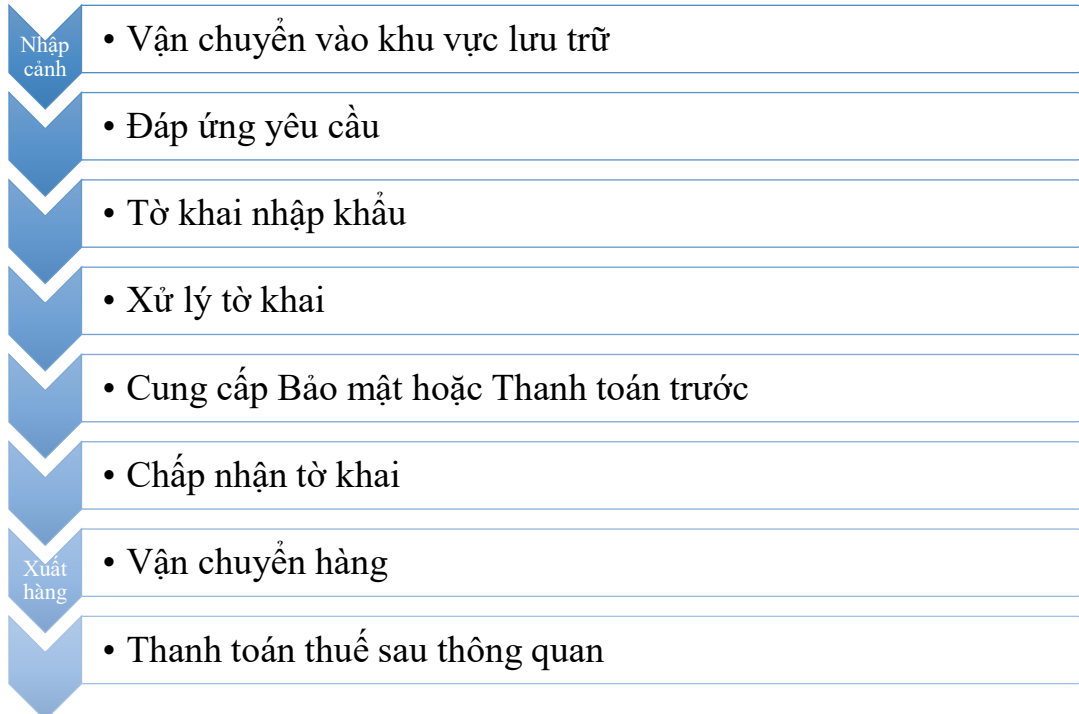 Nhập
cảnh
• Vận chuyển vào khu vực lưu trữ
• Đáp ứng yêu cầu
• Tờ khai nhập khẩu
• Xử lý tờ khai
• Cung cấp Bảo mật hoặc Thanh toán trước
• Chấp nhận tờ khai
Xuất
hàng
• Vận chuyển hàng
• Thanh toán thuế sau thông quan